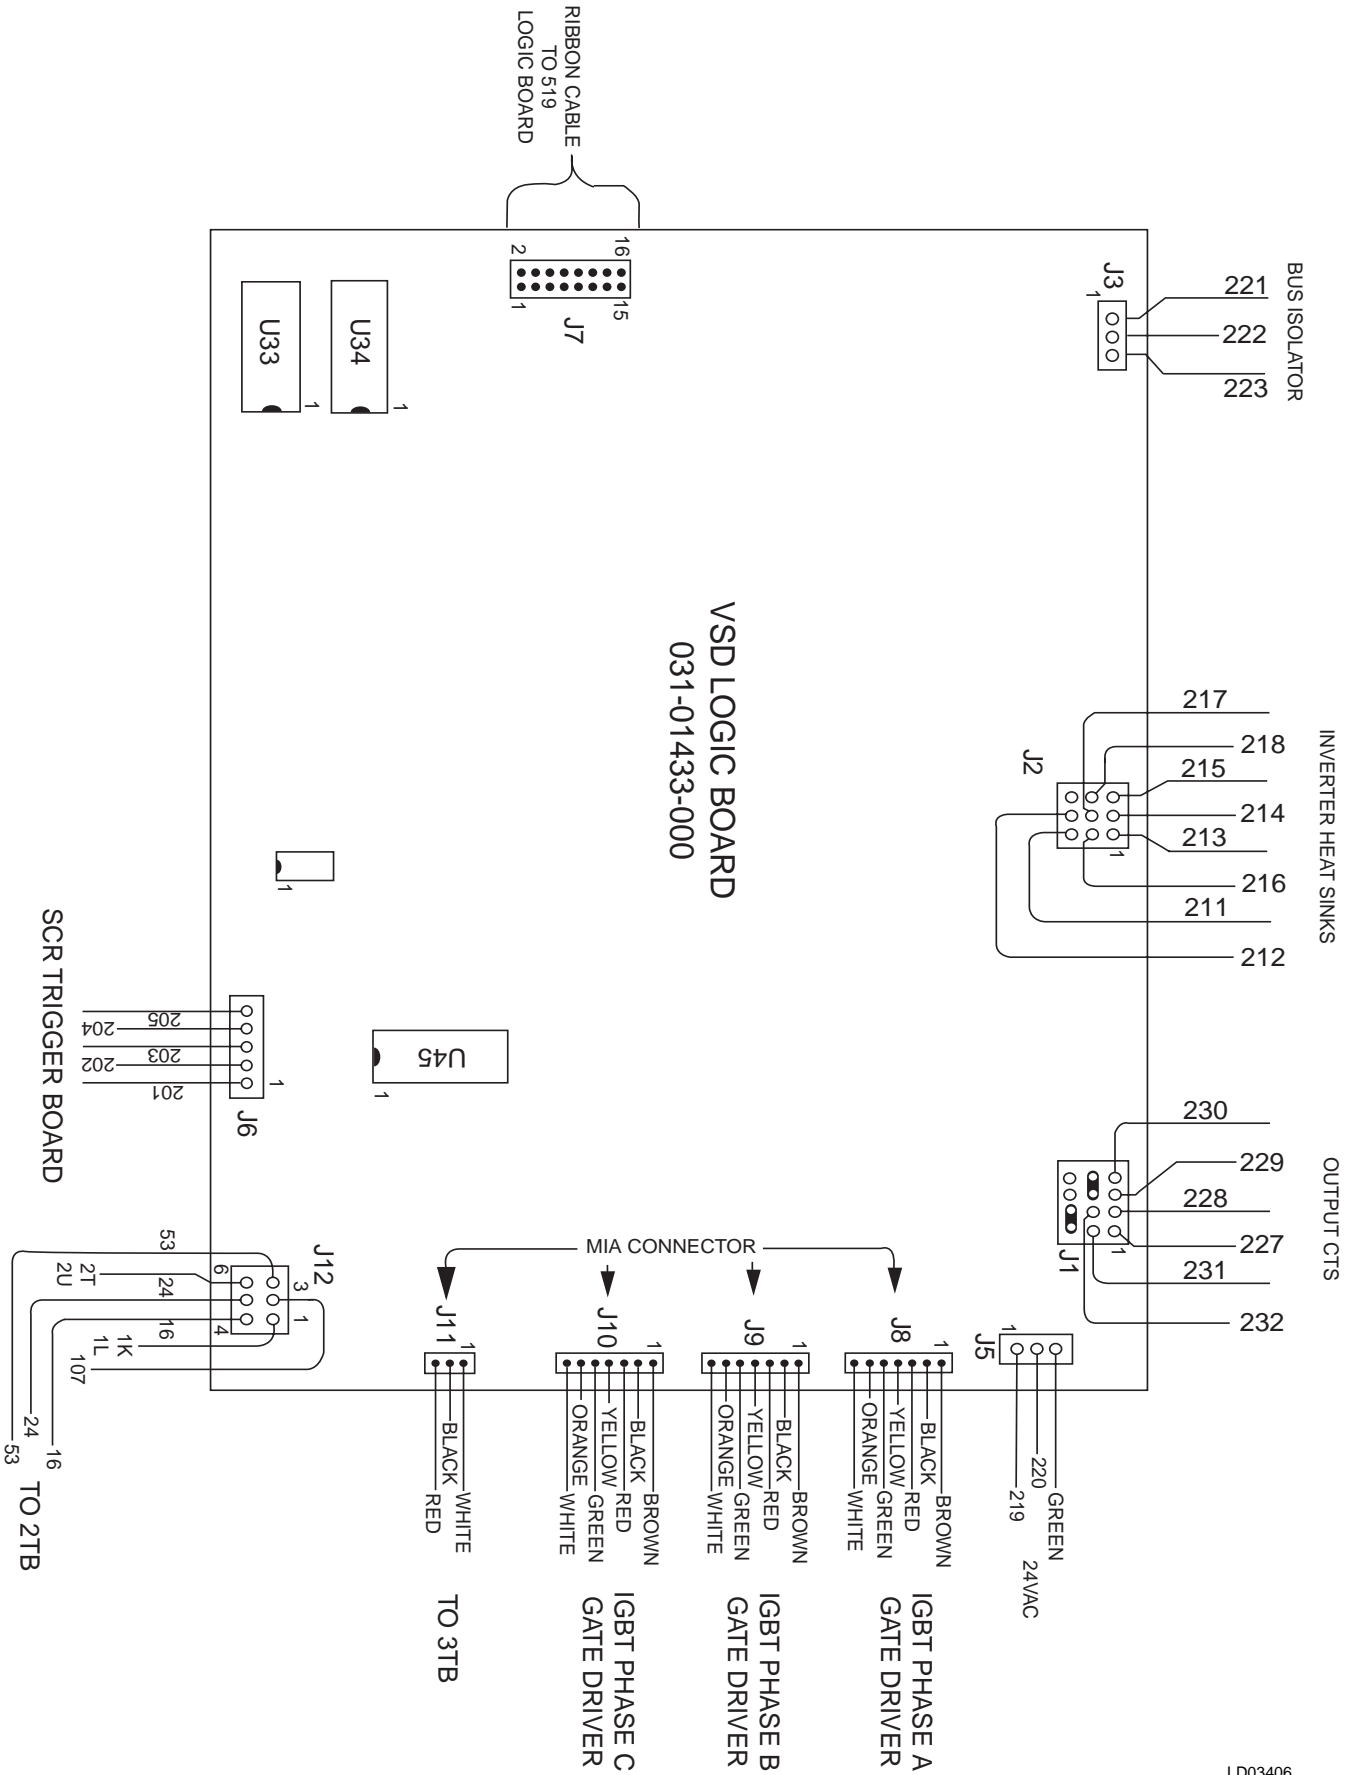 RIBBON CABLE
TO 519
LOGIC BOARD
16
2
15
1
J7
U33
1
U34
1
J3
1
BUS ISOLATOR
221
222
223
VSD LOGIC BOARD
031-01433-000
INVERTER HEAT SINKS
217
218
215
214
213
216
211
212
J2
1
OUTPUT CTS
230
229
228
227
231
232
J1
1
1
U45
1
SCR TRIGGER BOARD
205
204
203
202
201
1
J6
MIA CONNECTOR
J12
6
3
4
1
53
2T
2U
24
16
1K
1L
107
53
24
16
TO 2TB
J11
1
WHITE
BLACK
RED
TO 3TB
J10
1
BROWN
BLACK
RED
YELLOW
GREEN
ORANGE
WHITE
IGBT PHASE C
GATE DRIVER
J9
1
BROWN
BLACK
RED
YELLOW
GREEN
ORANGE
WHITE
IGBT PHASE B
GATE DRIVER
J8
1
BROWN
BLACK
RED
YELLOW
GREEN
ORANGE
WHITE
IGBT PHASE A
GATE DRIVER
J5
1
GREEN
220
219
24VAC
LD03406